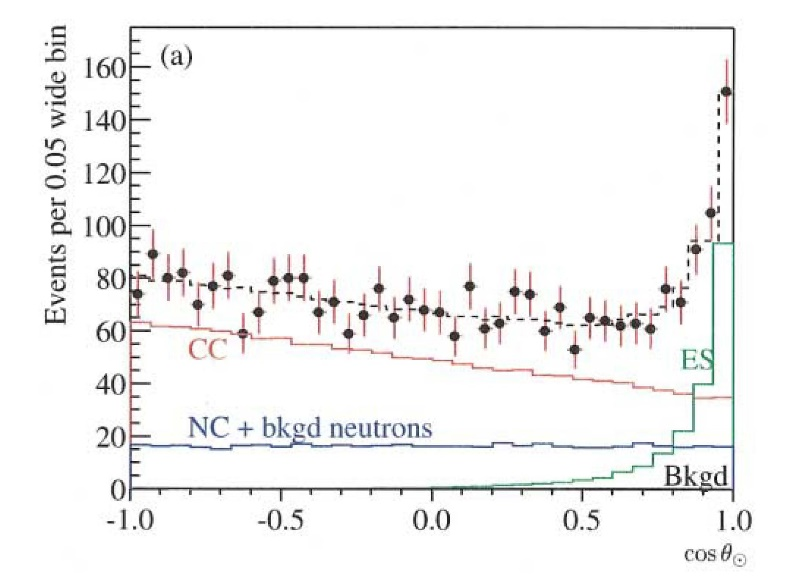 (a)
Events per 0.05 wide bin
160
140
120
100
80
60
40
20
0
CC
ES
NC + bkgd neutrons
Bkgd
-1.0
-0.5
0.0
0.5
1.0
cos θ☉